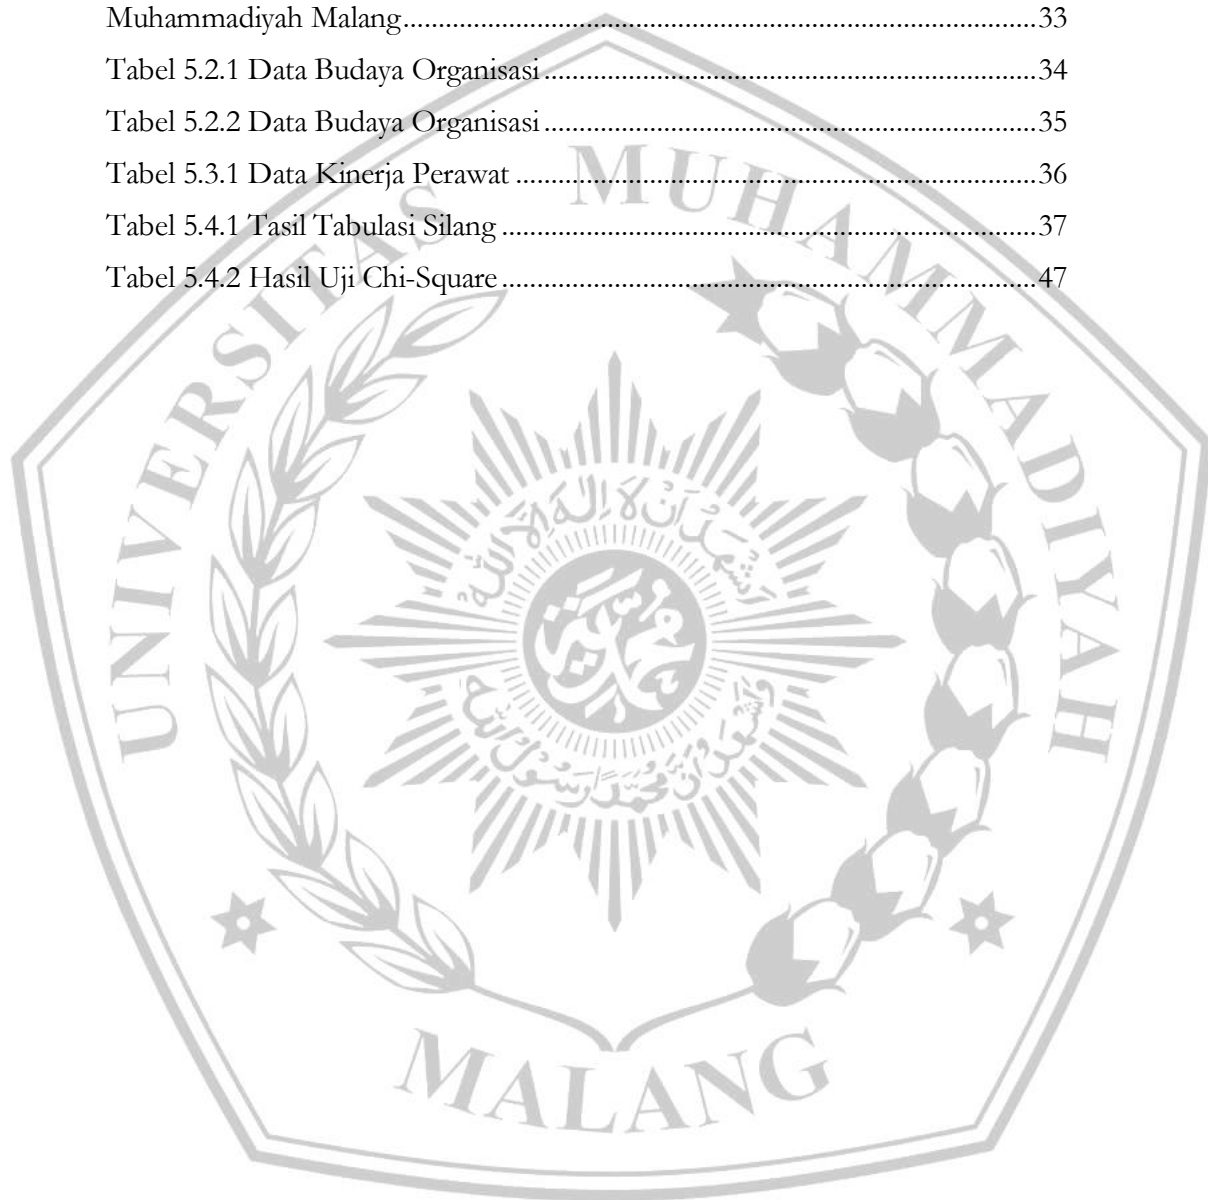 Muhammadiyah Malang................................................................................33
Tabel 5.2.1 Data Budaya Organisasi..............................................................34
Tabel 5.2.2 Data Budaya Organisasi..............................................................35
Tabel 5.3.1 Data Kinerja Perawat..................................................................36
Tabel 5.4.1 Tasil Tabulasi Silang....................................................................37
Tabel 5.4.2 Hasil Uji Chi-Square....................................................................47
UNIVERSITAS MUHAMMADIYAH
MALANG